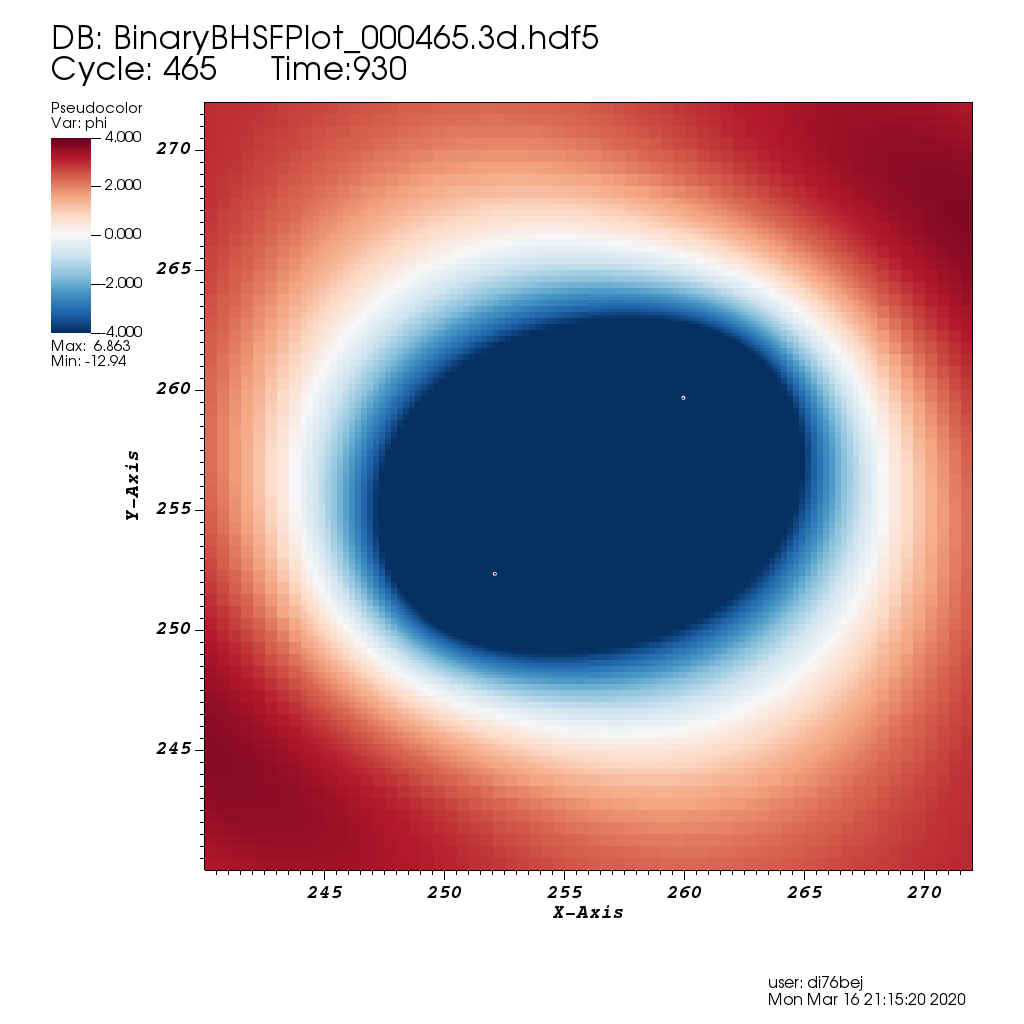 DB: BinaryBHSFPlot_000465.3d.hdf5
Cycle: 465 Time:930
Pseudocolor
Var: phi
4.000
2.000
0.000
-2.000
-4.000
Max: 6.863
Min: -12.94
270
265
260
255
250
245
Y-Axis
245 250 255 260 265 270
X-Axis
user: di76bej
Mon Mar 16 21:15:20 2020